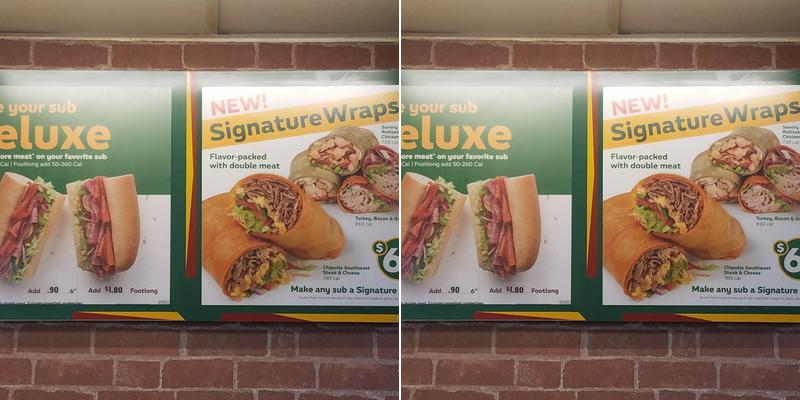 e your sub
eluxe
ore meat* on your favorite sub
Cal | Footlong add 50-260 Cal
Add .90 6"
Add $1.80 Footlong
NEW!
Signature Wraps
Flavor-packed
with double meat
Savory
Rotisse
Chicken
730 cal
Turkey, Bacon & G
810 cal
Chipotle Southwest
Steak & Cheese
760 cal
$6
Make any sub a Signature
e your sub
eluxe
ore meat* on your favorite sub
Cal | Footlong add 50-260 Cal
Add .90 6"
Add $1.80 Footlong
NEW!
Signature Wraps
Flavor-packed
with double meat
Savory
Rotisse
Chicken
730 cal
Turkey, Bacon & G
810 cal
Chipotle Southwest
Steak & Cheese
760 cal
$6
Make any sub a Signature